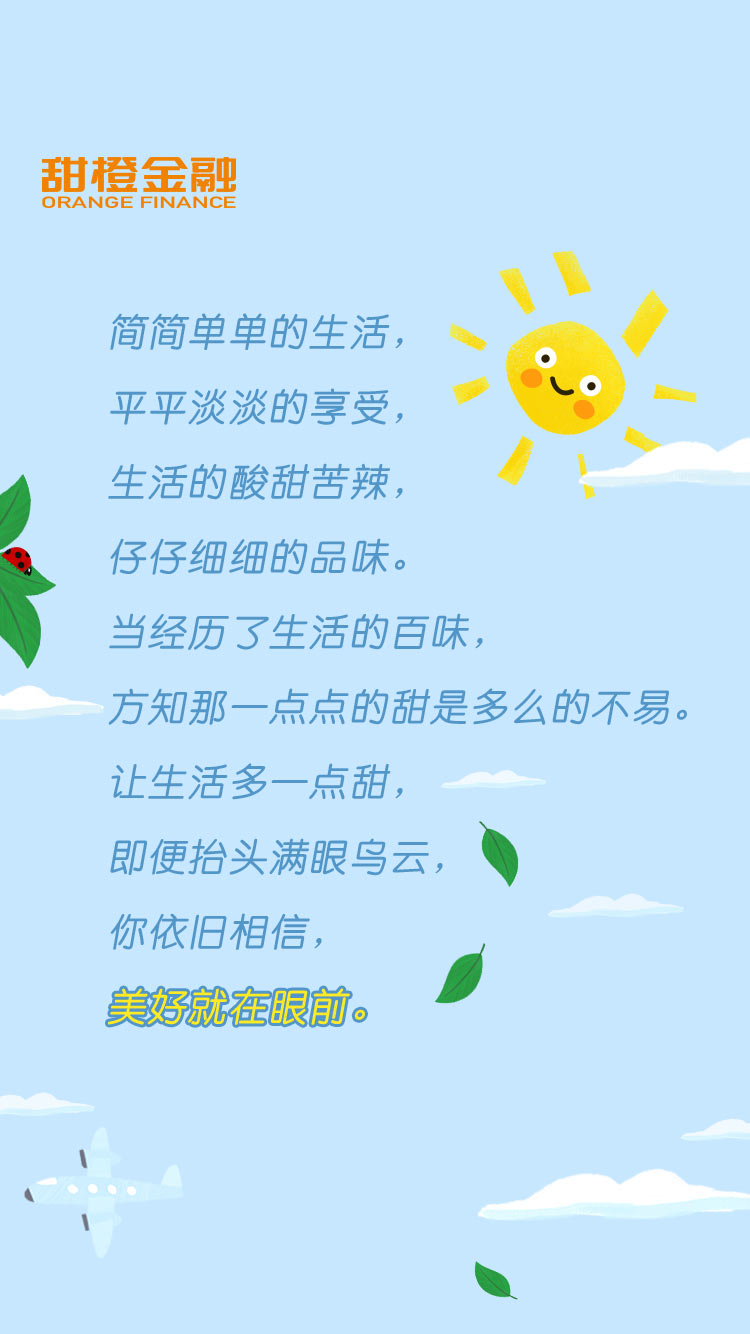 甜橙金融
ORANGE FINANCE
简简单单的生活，
平平淡淡的享受，
生活的酸甜苦辣，
仔仔细细的品味。
当经历了生活的百味，
方知那一点点的甜是多么的不易。
让生活多一点甜，
即便抬头满眼乌云，
你依旧相信，
美好就在眼前。